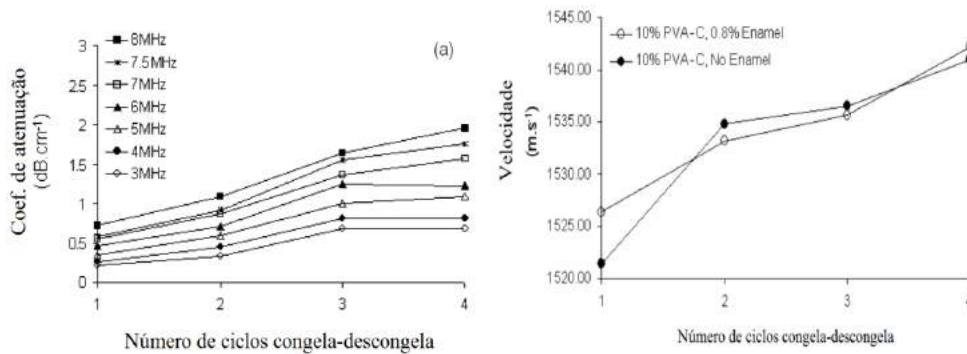 3
2.5
2
1.5
1
0.5
0
8MHz
7.5MHz
7MHz
6MHz
5MHz
4MHz
3MHz
(a)
Coef. de atenuação
(dB.cm⁻¹)
1 2 3 4
Número de ciclos congela-descongela
1545.00
1540.00
1535.00
1530.00
1525.00
1520.00
10% PVA-C, 0.8% Enamel
10% PVA-C, No Enamel
Velocidade
(m.s⁻¹)
1 2 3 4
Número de ciclos congela-descongela